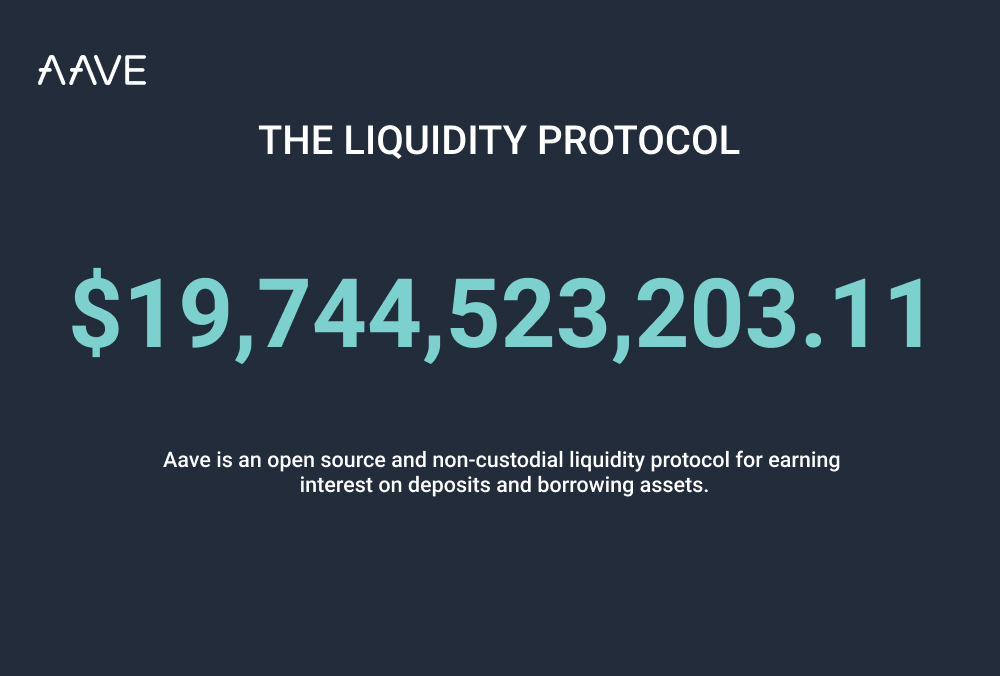 AAVE
THE LIQUIDITY PROTOCOL
$19,744,523,203.11
Aave is an open source and non-custodial liquidity protocol for earning
interest on deposits and borrowing assets.